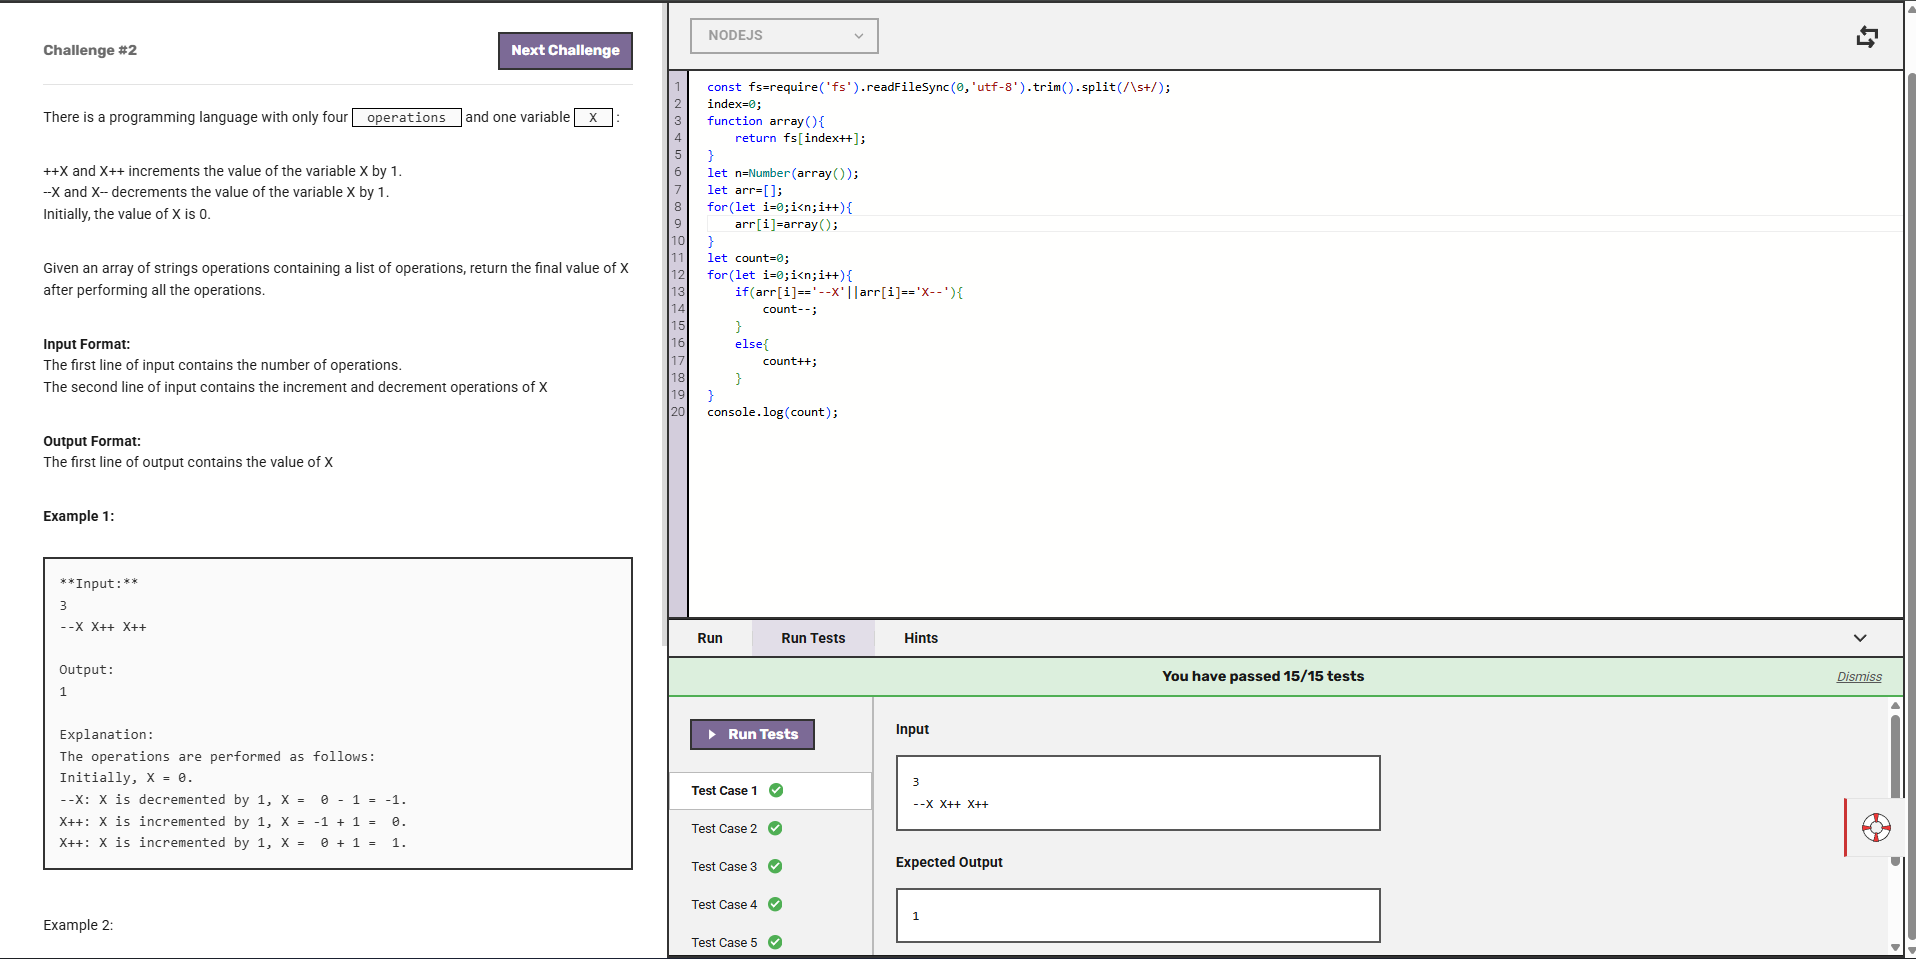 Challenge #2
Next Challenge
There is a programming language with only four operations and one variable X :
++X and X++ increments the value of the variable X by 1.
--X and X-- decrements the value of the variable X by 1.
Initially, the value of X is 0.
Given an array of strings operations containing a list of operations, return the final value of X
after performing all the operations.
Input Format:
The first line of input contains the number of operations.
The second line of input contains the increment and decrement operations of X
Output Format:
The first line of output contains the value of X
Example 1:
**Input:**
3
--X X++ X++
Output:
1
Explanation:
The operations are performed as follows:
Initially, X = 0.
--X: X is decremented by 1, X =  0 - 1 = -1.
X++: X is incremented by 1, X = -1 + 1 =  0.
X++: X is incremented by 1, X =  0 + 1 =  1.
Example 2:
NODEJS
1 const fs=require('fs').readFileSync(0,'utf-8').trim().split(/\s+/);
2 index=0;
3 function array(){
4     return fs[index++];
5 }
6 let n=Number(array());
7 let arr=[];
8 for(let i=0;i<n;i++){
9     arr[i]=array();
10 }
11 let count=0;
12 for(let i=0;i<n;i++){
13     if(arr[i]=='--X'||arr[i]=='X--'){
14         count--;
15     }
16     else{
17         count++;
18     }
19 }
20 console.log(count);
Run
Run Tests
Hints
You have passed 15/15 tests
Dismiss
Run Tests
Test Case 1
Test Case 2
Test Case 3
Test Case 4
Test Case 5
Input
3
--X X++ X++
Expected Output
1